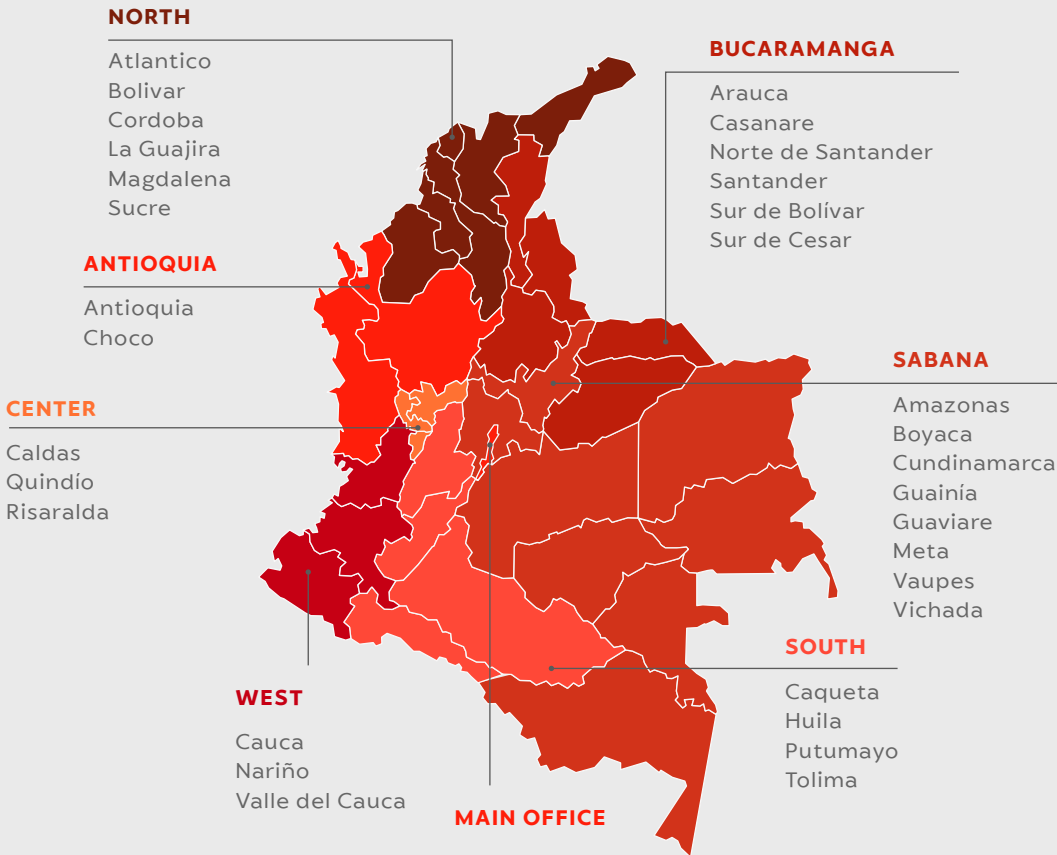 NORTH
Atlantico
Bolivar
Cordoba
La Guajira
Magdalena
Sucre
BUCARAMANGA
Arauca
Casanare
Norte de Santander
Santander
Sur de Bolívar
Sur de Cesar
ANTIOQUIA
Antioquia
Choco
SABANA
Amazonas
Boyaca
Cundinamarca
Guainía
Guaviare
Meta
Vaupes
Vichada
CENTER
Caldas
Quindío
Risaralda
SOUTH
Caqueta
Huila
Putumayo
Tolima
WEST
Cauca
Nariño
Valle del Cauca
MAIN OFFICE